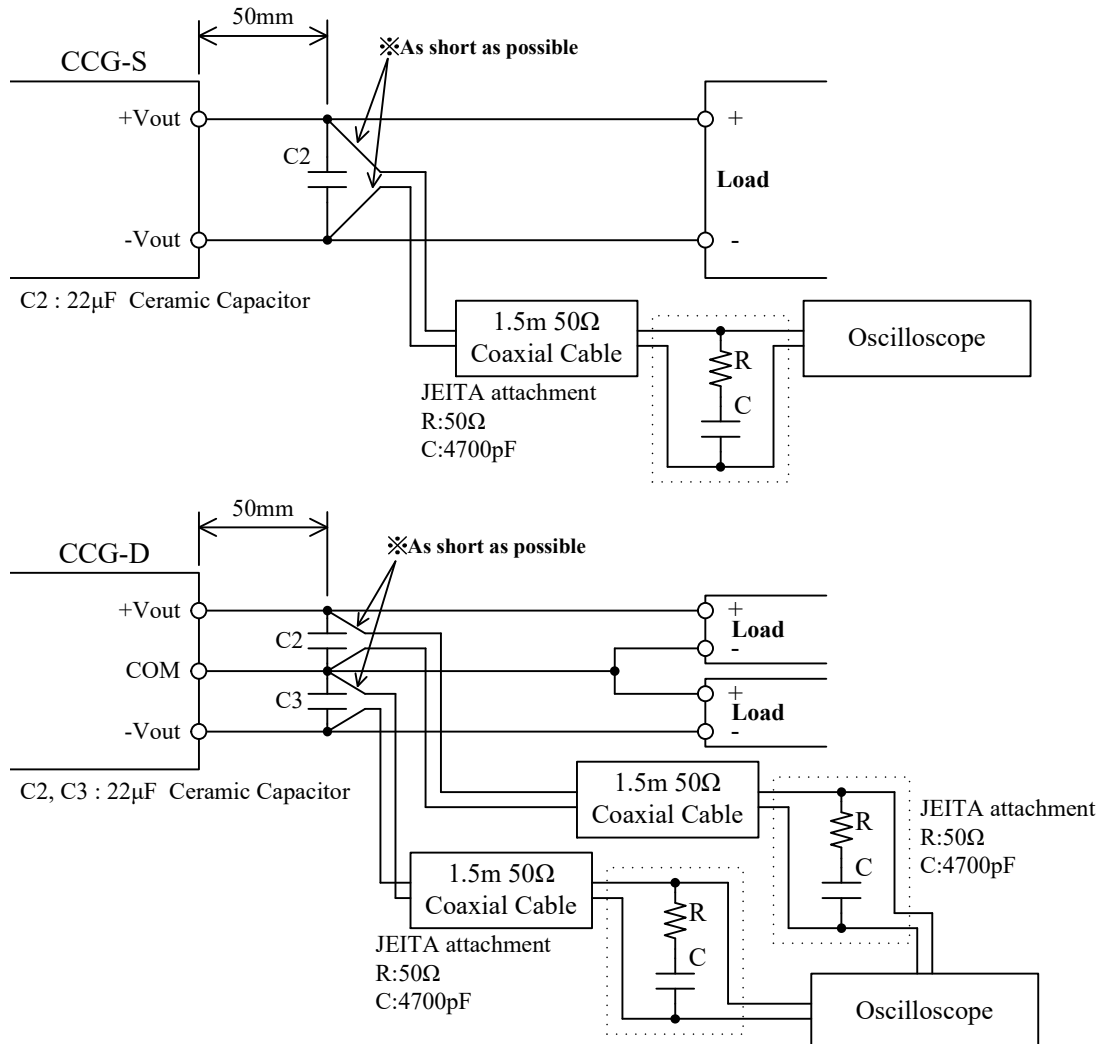 50mm
※As short as possible
CCG-S
+Vout
+
C2
Load
-Vout
-
C2 : 22μF Ceramic Capacitor
1.5m 50Ω
Coaxial Cable
R
C
Oscilloscope
JEITA attachment
R:50Ω
C:4700pF
50mm
※As short as possible
CCG-D
+Vout
+
Load
-
C2
COM
C3
+
Load
-
-Vout
C2, C3 : 22μF Ceramic Capacitor
1.5m 50Ω
Coaxial Cable
R
C
JEITA attachment
R:50Ω
C:4700pF
1.5m 50Ω
Coaxial Cable
R
C
JEITA attachment
R:50Ω
C:4700pF
Oscilloscope